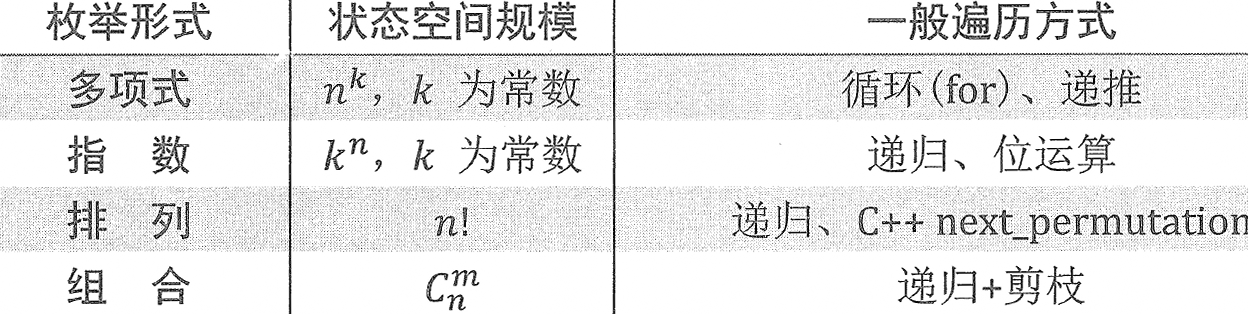 枚举形式 状态空间规模 一般遍历方式
多项式 n^k，k 为常数 循环(for)、递推
指 数 k^n，k 为常数 递归、位运算
排 列 n! 递归、C++ next_permutation
组 合 C_n^m 递归+剪枝